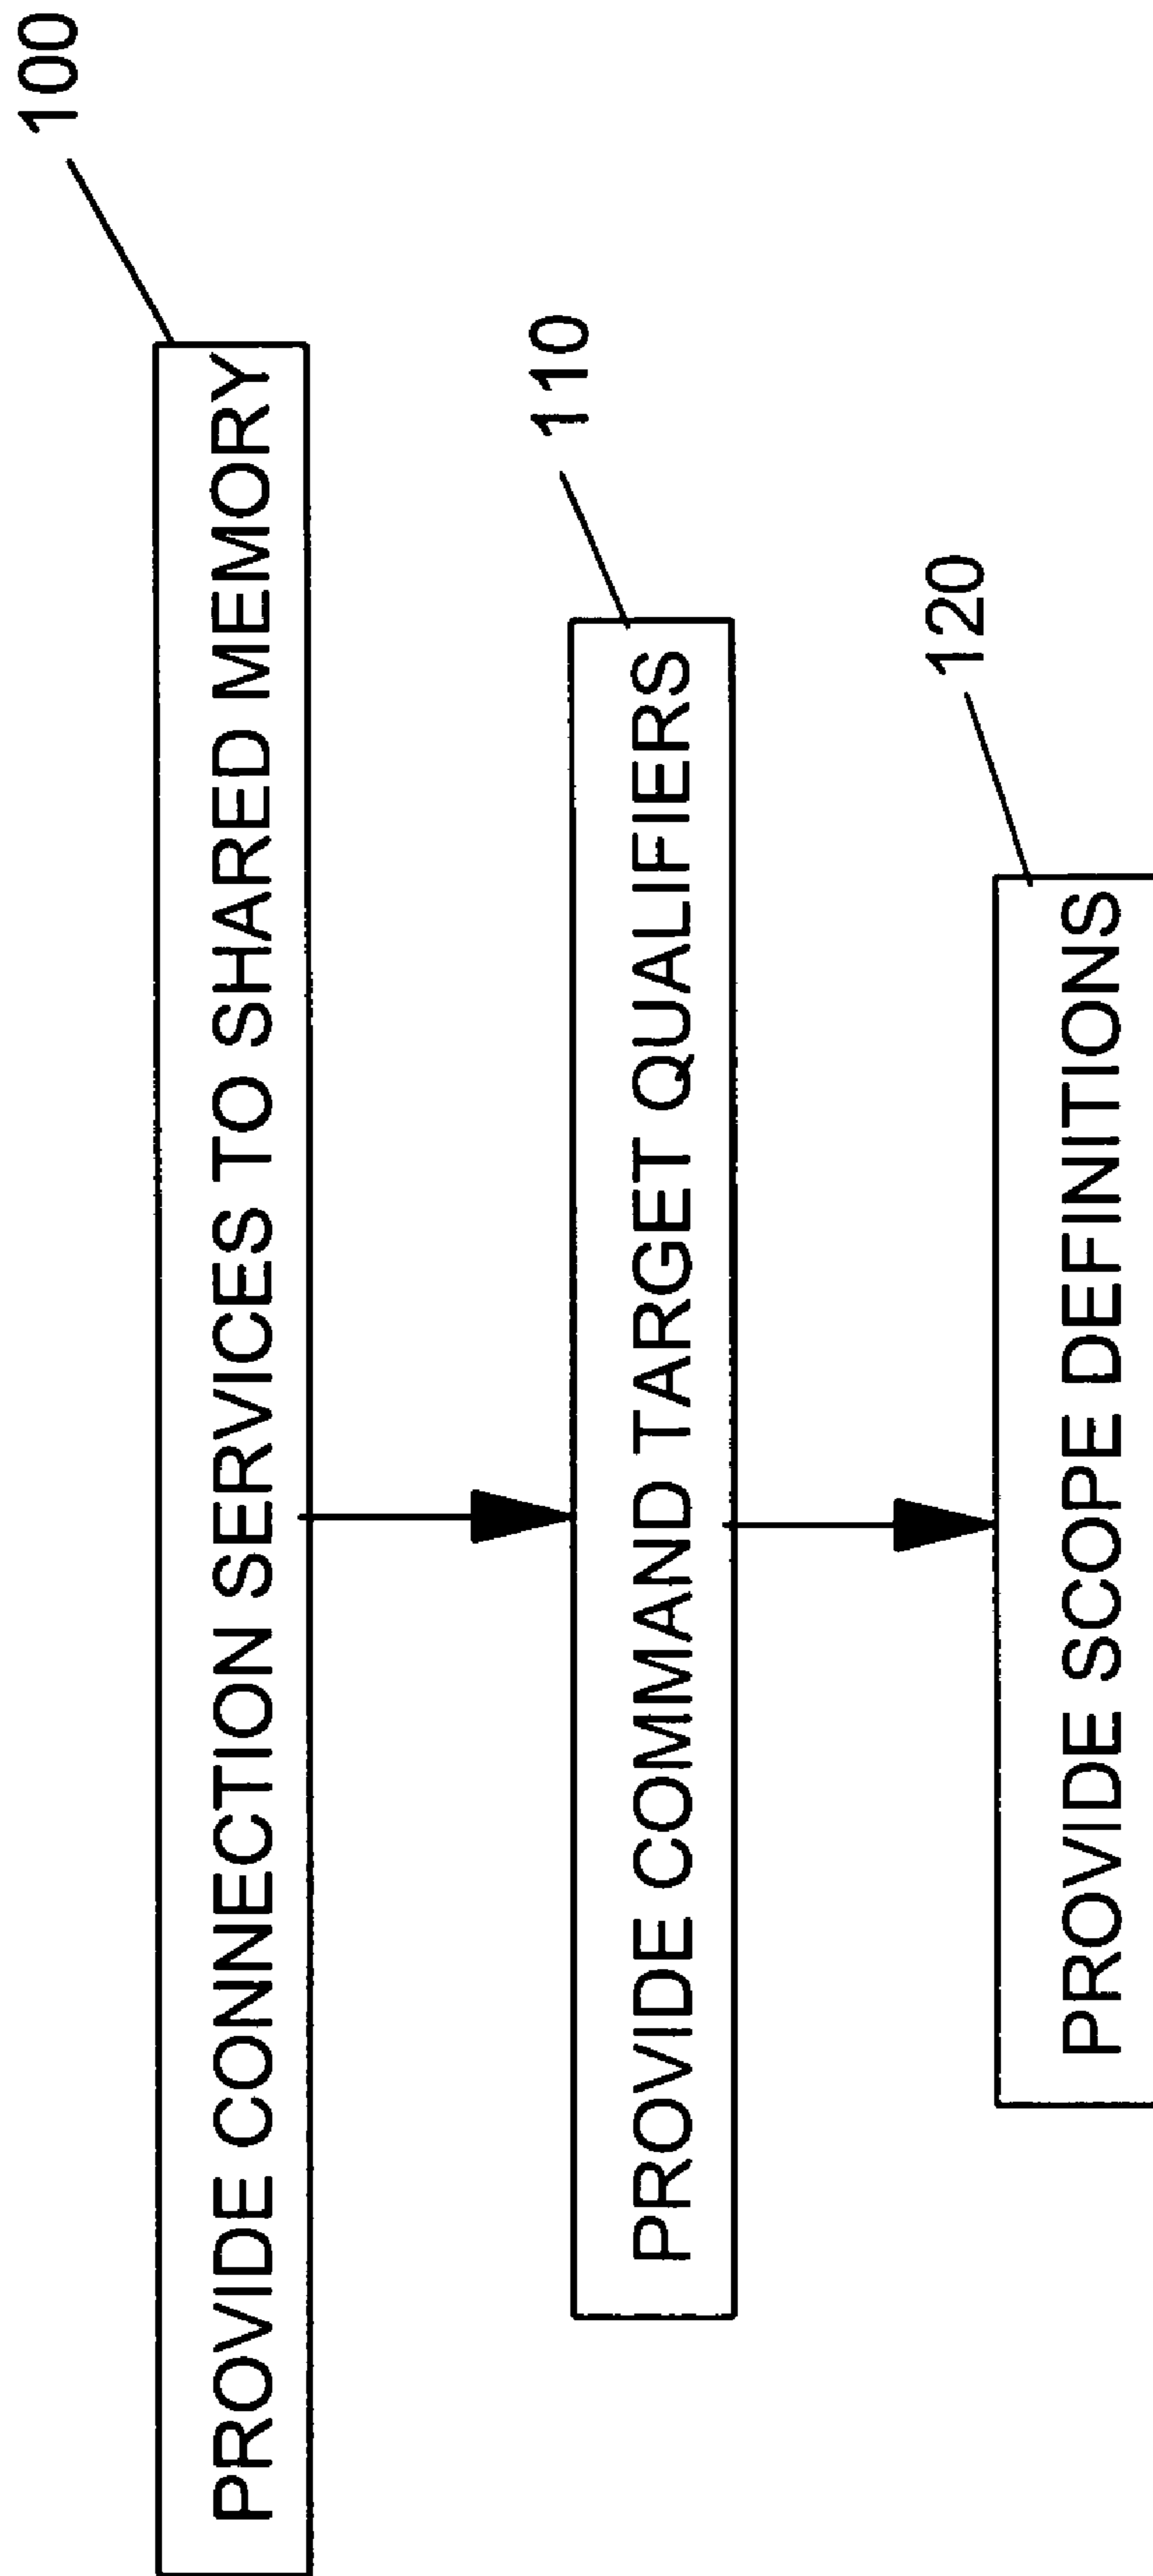 100
PROVIDE CONNECTION SERVICES TO SHARED MEMORY
110
PROVIDE COMMAND TARGET QUALIFIERS
120
PROVIDE SCOPE DEFINITIONS